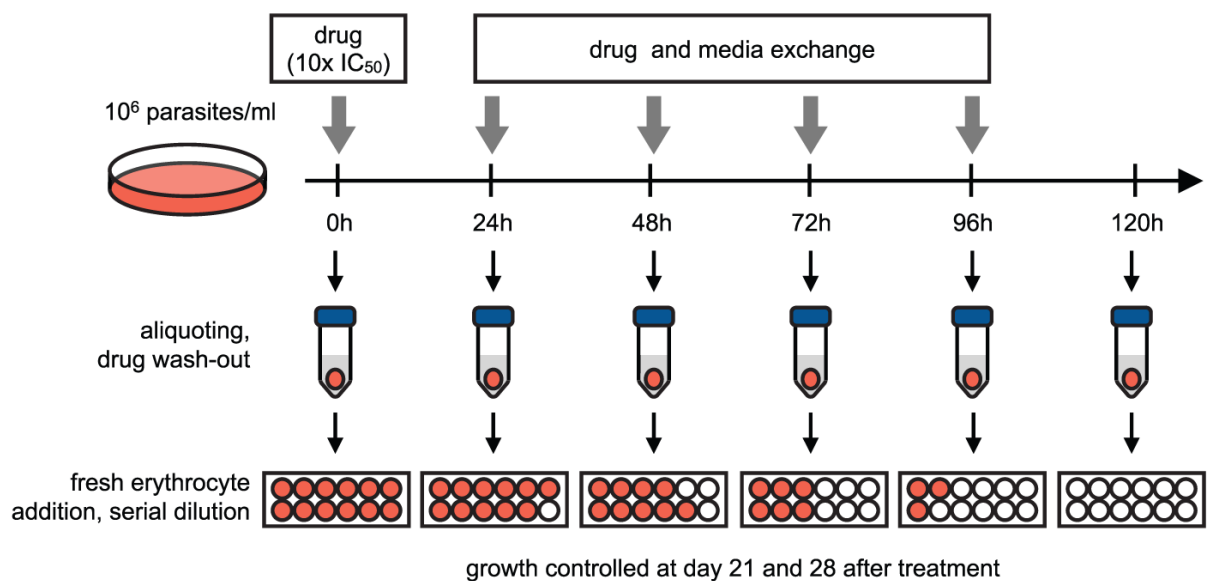 drug
(10x IC₅₀)
drug and media exchange
10⁶ parasites/ml
0h
24h
48h
72h
96h
120h
aliquoting,
drug wash-out
fresh erythrocyte
addition, serial dilution
growth controlled at day 21 and 28 after treatment